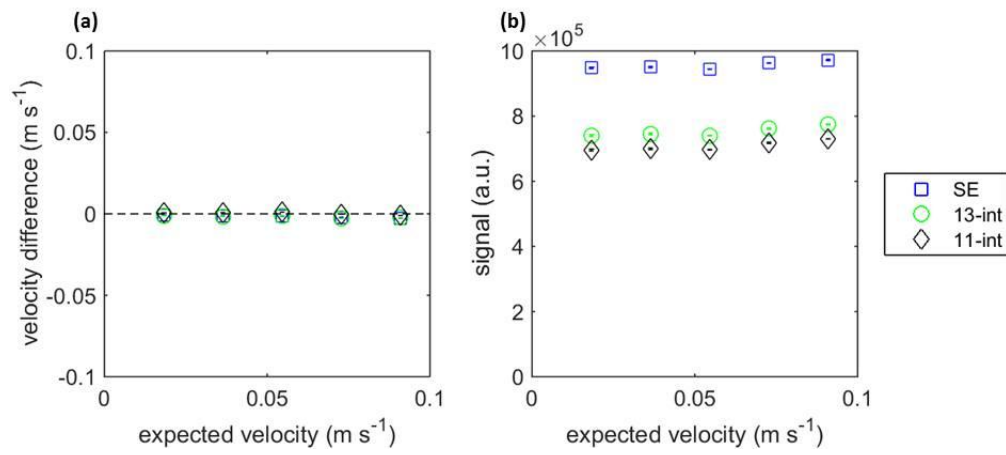 (a)
0.1
0.05
0
-0.05
-0.1
velocity difference (m s⁻¹)
0
0.05
0.1
expected velocity (m s⁻¹)
(b)
×10⁵
10
8
6
4
2
0
signal (a.u.)
0
0.05
0.1
expected velocity (m s⁻¹)
SE
13-int
11-int